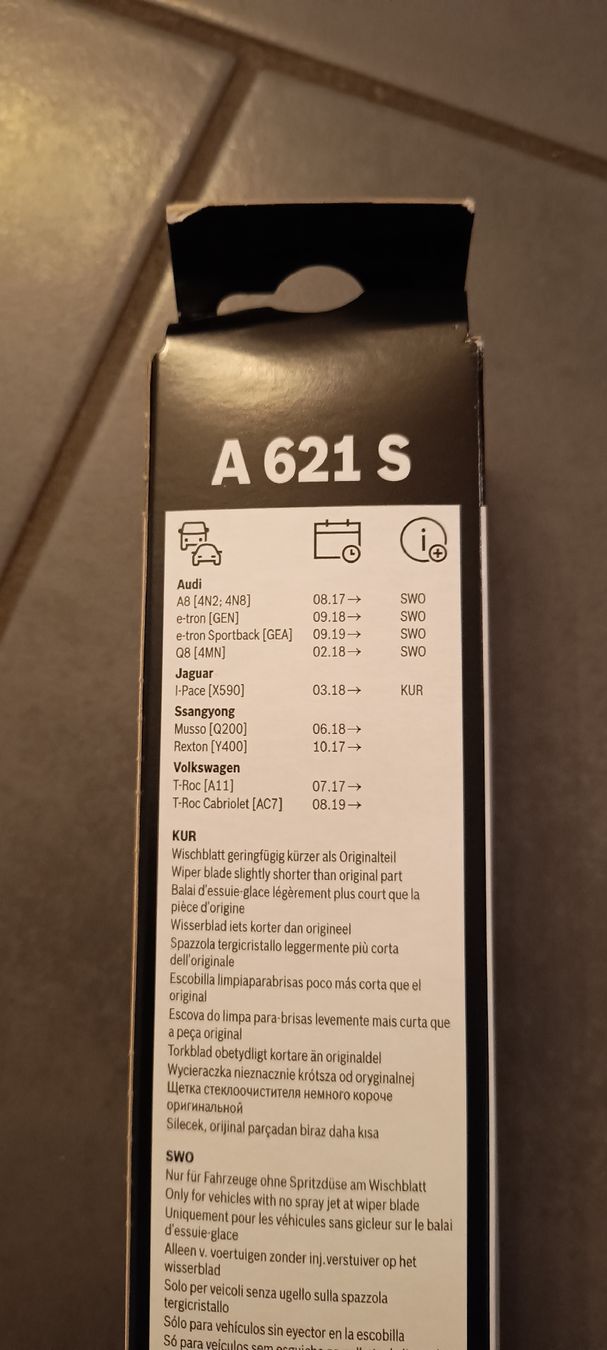 A 621 S
Audi
A8 [4N2; 4N8] 08.17→ SWO
e-tron [GEN] 09.18→ SWO
e-tron Sportback [GEA] 09.19→ SWO
Q8 [4MN] 02.18→ SWO
Jaguar
I-Pace [X590] 03.18→ KUR
Ssangyong
Musso [Q200] 06.18→
Rexton [Y400] 10.17→
Volkswagen
T-Roc [A11] 07.17→
T-Roc Cabriolet [AC7] 08.19→
KUR
Wischblatt geringfügig kürzer als Originalteil
Wiper blade slightly shorter than original part
Balai d'essuie-glace légèrement plus court que la
pièce d'origine
Wisserblad iets korter dan origineel
Spazzola tergicristallo leggermente più corta
dell'originale
Escobilla limpiaparabrisas poco más corta que el
original
Escova do limpa para-brisas levemente mais curta que
a peça original
Torkblad obetydligt kortare än originaldel
Wycieraczka nieznacznie krótsza od oryginalnej
Щетка стеклоочистителя немного короче
оригинальной
Silecek, orijinal parçadan biraz daha kısa
SWO
Nur für Fahrzeuge ohne Spritzdüse am Wischblatt
Only for vehicles with no spray jet at wiper blade
Uniquement pour les véhicules sans gicleur sur le balai
d'essuie-glace
Alleen v. voertuigen zonder inj.verstuiver op het
wisserblad
Solo per veicoli senza ugello sulla spazzola
tergicristallo
Sólo para vehículos sin eyector en la escobilla
Só para veículos sem